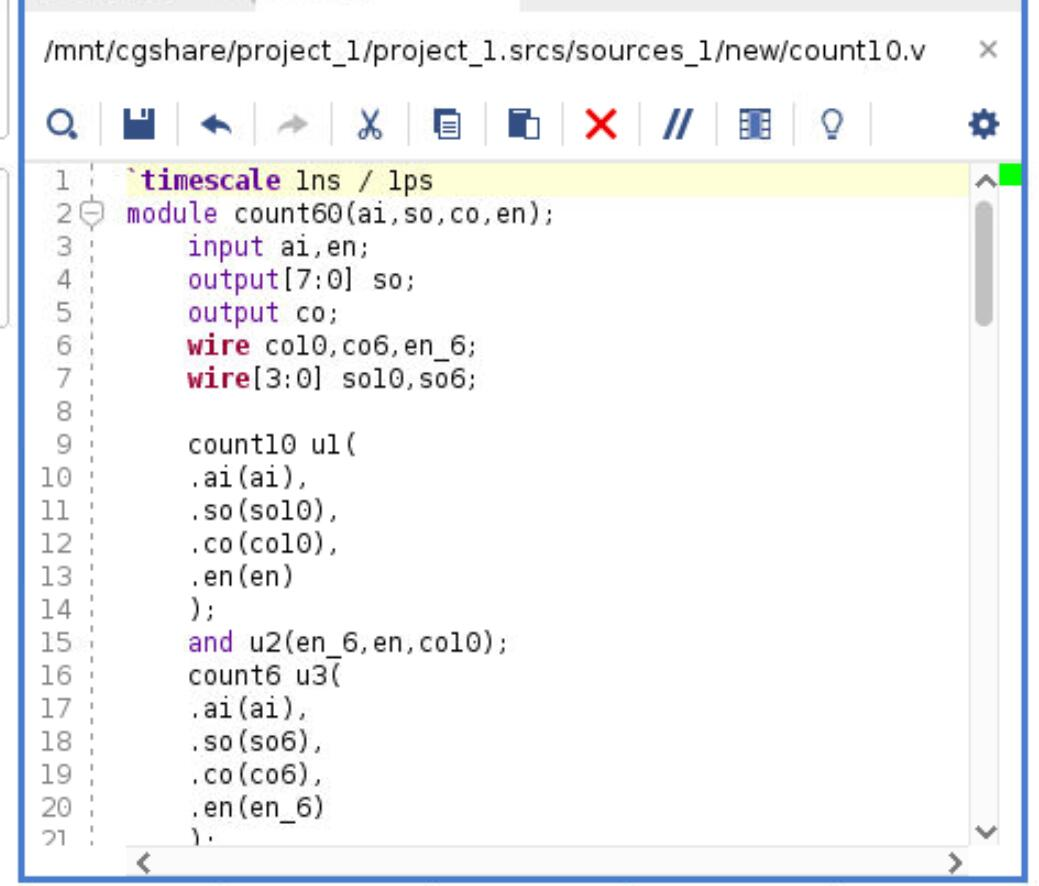 /mnt/cgshare/project_1/project_1.srcs/sources_1/new/count10.v
1 `timescale 1ns / 1ps
2 module count60(ai,so,co,en);
3 input ai,en;
4 output[7:0] so;
5 output co;
6 wire co10,co6,en_6;
7 wire[3:0] so10,so6;
8
9 count10 u1(
10 .ai(ai),
11 .so(so10),
12 .co(co10),
13 .en(en)
14 );
15 and u2(en_6,en,co10);
16 count6 u3(
17 .ai(ai),
18 .so(so6),
19 .co(co6),
20 .en(en_6)
21 );